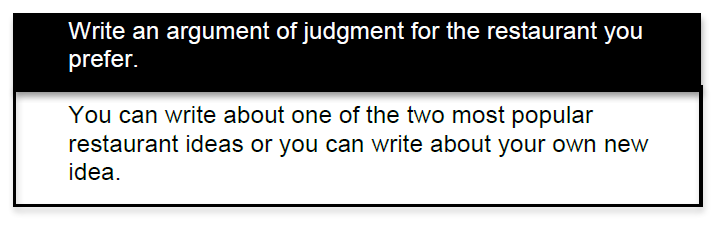 Write an argument of judgment for the restaurant you
prefer.
You can write about one of the two most popular
restaurant ideas or you can write about your own new
idea.